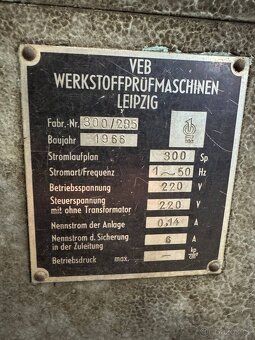 VEB
WERKSTOFFPRÜFMASCHINEN
LEIPZIG
Fabr.-Nr. 300/295
Baujahr 1966
Stromlaufplan 300 Sp
Stromart/Frequenz 1~50 Hz
Betriebsspannung 220 V
Steuerspannung 220 V
mit ohne Transformator
Nennstrom der Anlage 0,14 A
Nennstrom d. Sicherung 6 A
in der Zuleitung
Betriebsdruck max. —